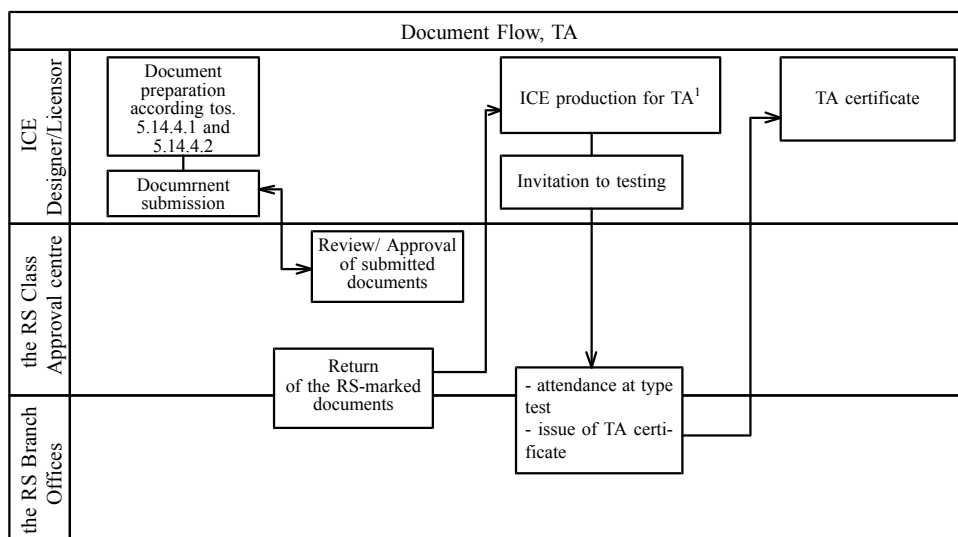 Document Flow, TA
ICE
Designer/Licensor
Document
preparation
according tos.
5.14.4.1 and
5.14.4.2
Documrnent
submission
ICE production for TA¹
Invitation to testing
TA certificate
the RS Class
Approval centre
Review/ Approval
of submitted
documents
Return
of the RS-marked
documents
the RS Branch
Offices
- attendance at type
test
- issue of TA certi-
ficate